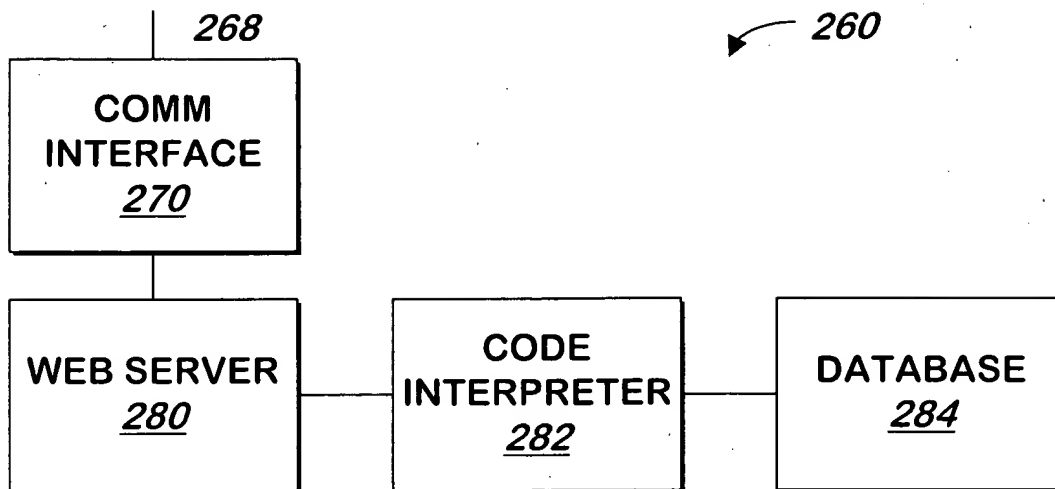 268
260
COMM
INTERFACE
270
WEB SERVER
280
CODE
INTERPRETER
282
DATABASE
284